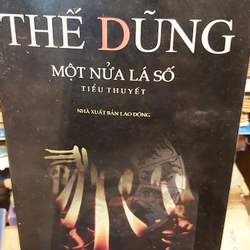 THẾ DŨNG
MỘT NỬA LÁ SỐ
TIỂU THUYẾT
NHÀ XUẤT BẢN LAO ĐỘNG